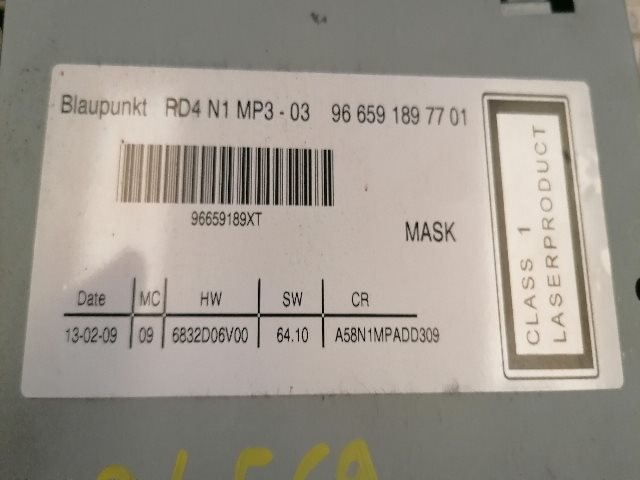 Blaupunkt RD4 N1 MP3 - 03 96 659 189 77 01
96659189XT
MASK
CLASS 1
LASERPRODUCT
Date MC HW SW CR
13-02-09 09 6832D06V00 64.10 A58N1MPADD309